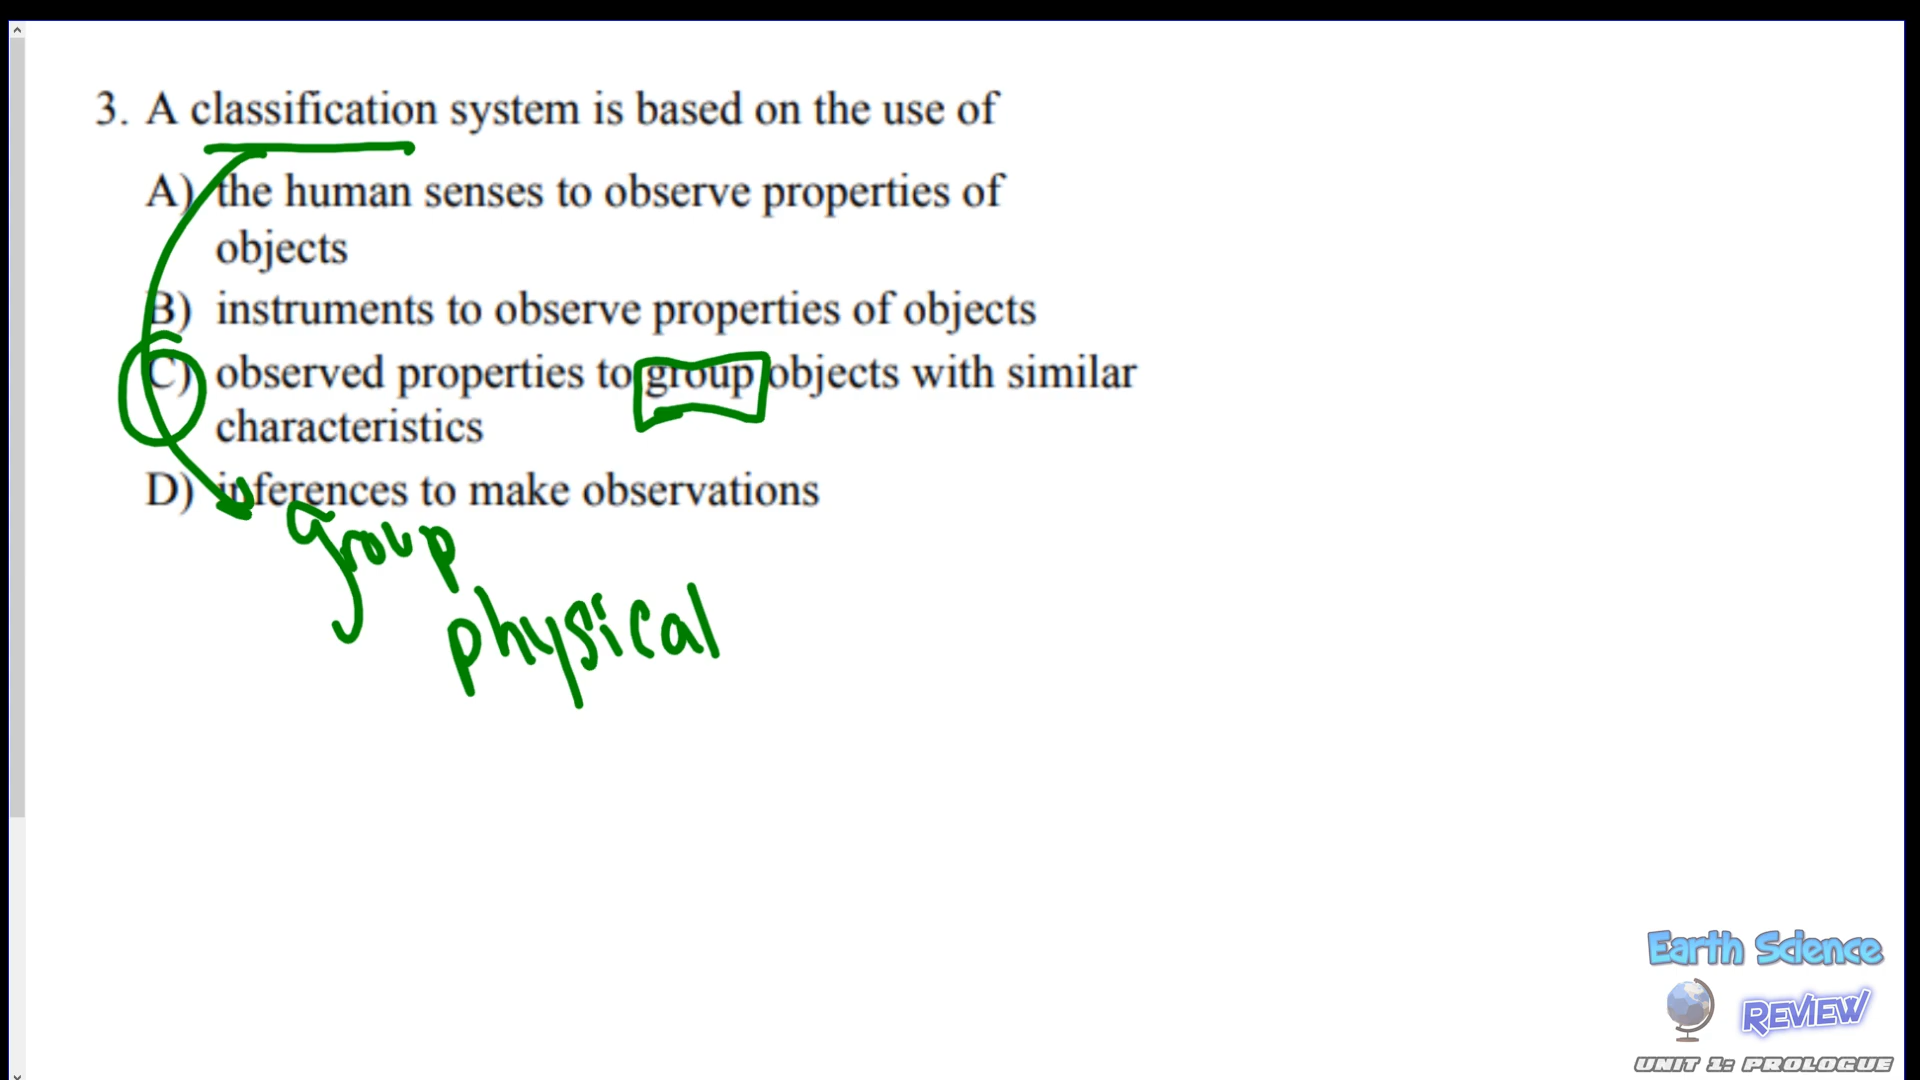 3. A classification system is based on the use of
A) the human senses to observe properties of
objects
B) instruments to observe properties of objects
C) observed properties to group objects with similar
characteristics
D) inferences to make observations
group
physical
Earth Science
REVIEW
UNIT 1: PROLOGUE